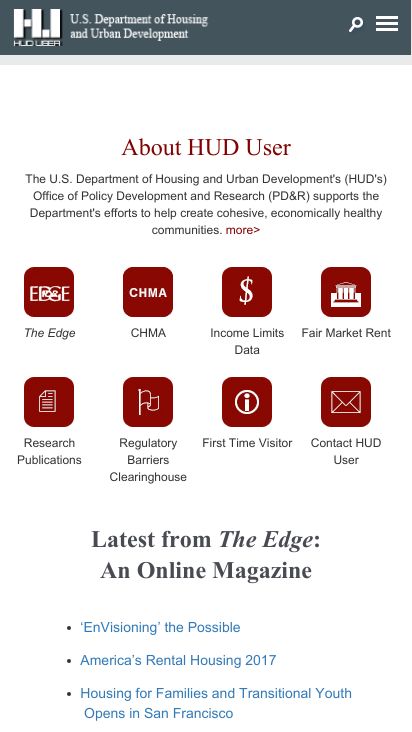 HUD USER
U.S. Department of Housing
and Urban Development
About HUD User
The U.S. Department of Housing and Urban Development's (HUD's)
Office of Policy Development and Research (PD&R) supports the
Department's efforts to help create cohesive, economically healthy
communities. more>
EDGE
CHMA
$
The Edge
CHMA
Income Limits
Data
Fair Market Rent
Research
Publications
Regulatory
Barriers
Clearinghouse
First Time Visitor
Contact HUD
User
Latest from The Edge:
An Online Magazine
• ‘EnVisioning’ the Possible
• America’s Rental Housing 2017
• Housing for Families and Transitional Youth
Opens in San Francisco